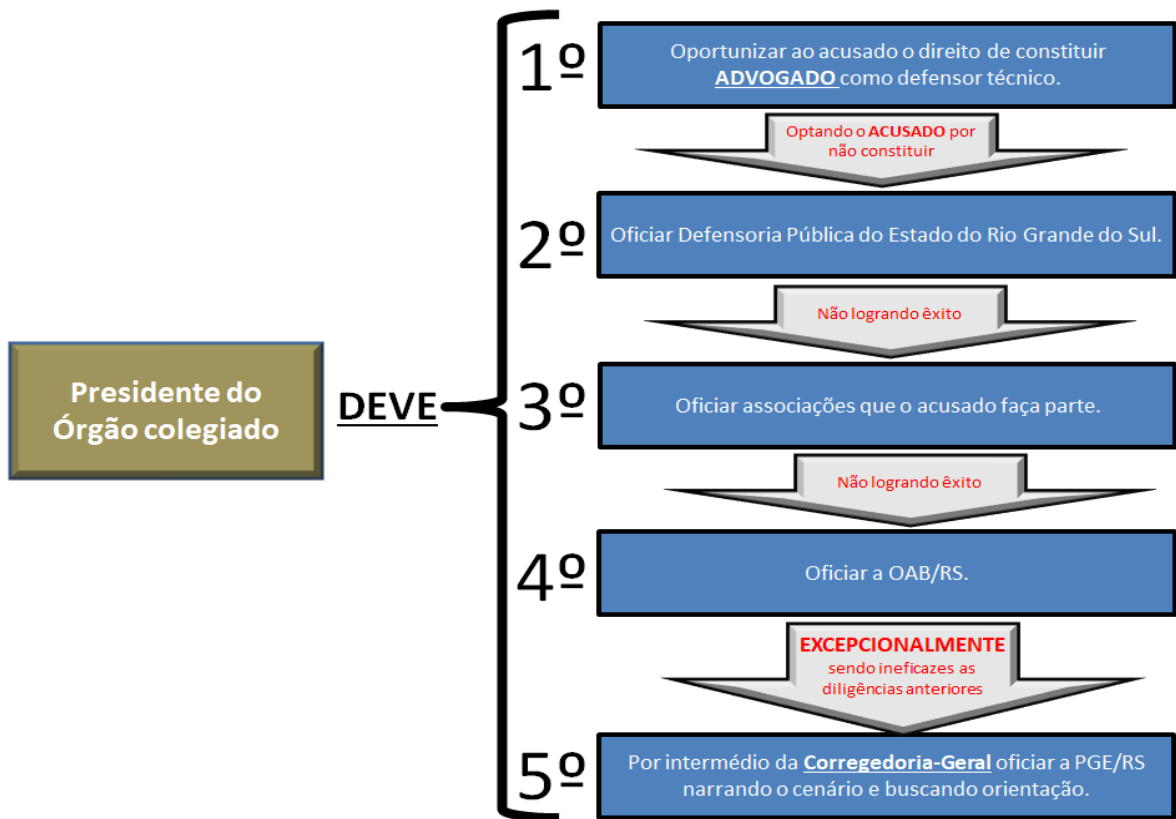 Presidente do
Órgão colegiado
DEVE
1º
Oportunizar ao acusado o direito de constituir
ADVOGADO como defensor técnico.
Optando o ACUSADO por
não constituir
2º
Oficiar Defensoria Pública do Estado do Rio Grande do Sul.
Não logrando êxito
3º
Oficiar associações que o acusado faça parte.
Não logrando êxito
4º
Oficiar a OAB/RS.
EXCEPCIONALMENTE
sendo ineficazes as
diligências anteriores
5º
Por intermédio da Corregedoria-Geral oficiar a PGE/RS
narrando o cenário e buscando orientação.